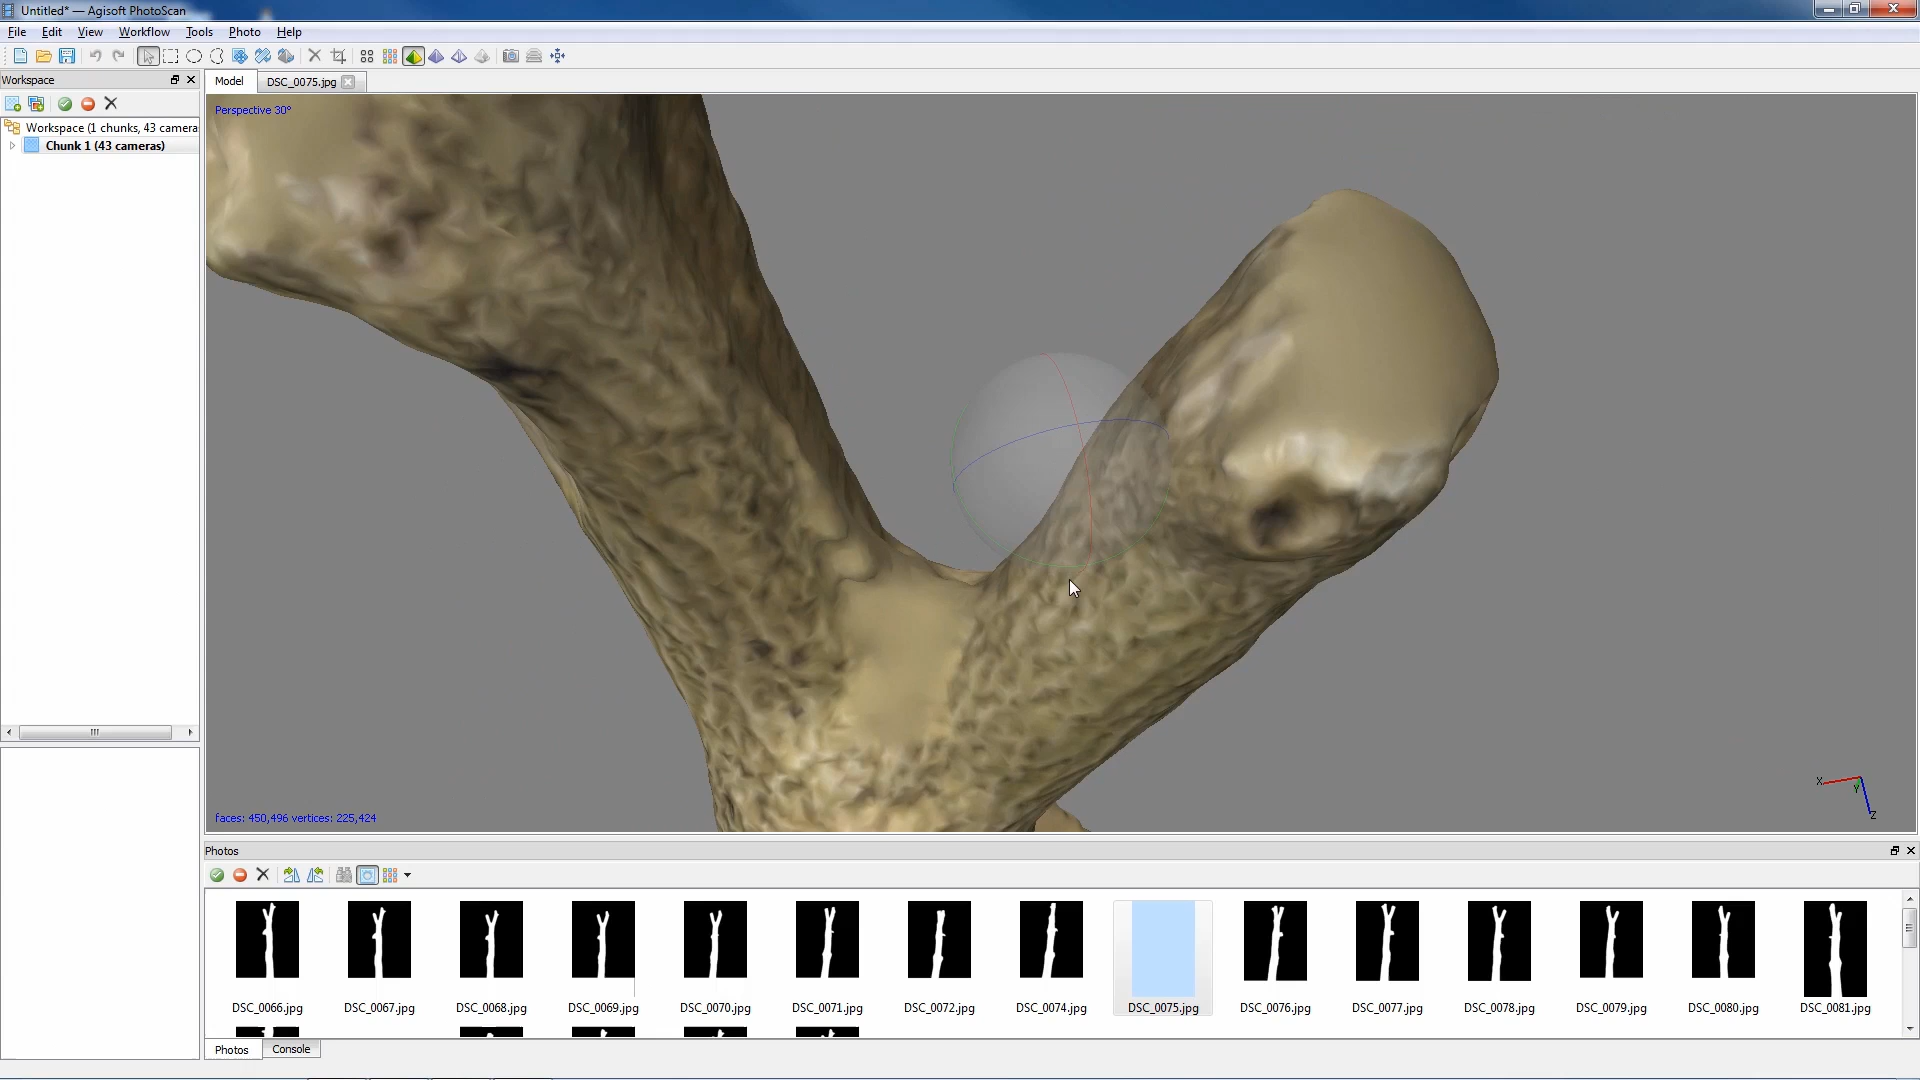 Untitled* — Agisoft PhotoScan
File Edit View Workflow Tools Photo Help
Workspace
Model DSC_0075.jpg
Perspective 30°
Workspace (1 chunks, 43 camera
Chunk 1 (43 cameras)
X
Y
Z
faces: 450,496 vertices: 225,424
Photos
DSC_0066.jpg DSC_0067.jpg DSC_0068.jpg DSC_0069.jpg DSC_0070.jpg DSC_0071.jpg DSC_0072.jpg DSC_0074.jpg DSC_0075.jpg DSC_0076.jpg DSC_0077.jpg DSC_0078.jpg DSC_0079.jpg DSC_0080.jpg DSC_0081.jpg
Photos Console